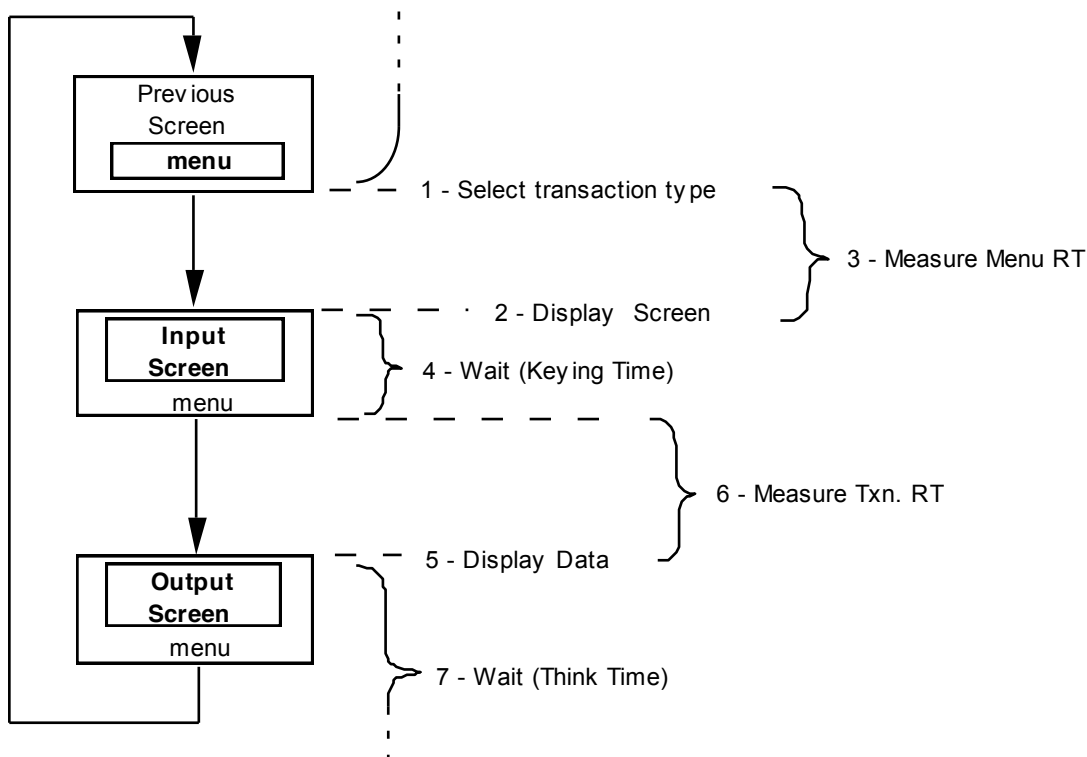 Previous
Screen
menu
1 - Select transaction type
3 - Measure Menu RT
2 - Display Screen
Input
Screen
4 - Wait (Keying Time)
menu
6 - Measure Txn. RT
5 - Display Data
Output
Screen
menu
7 - Wait (Think Time)